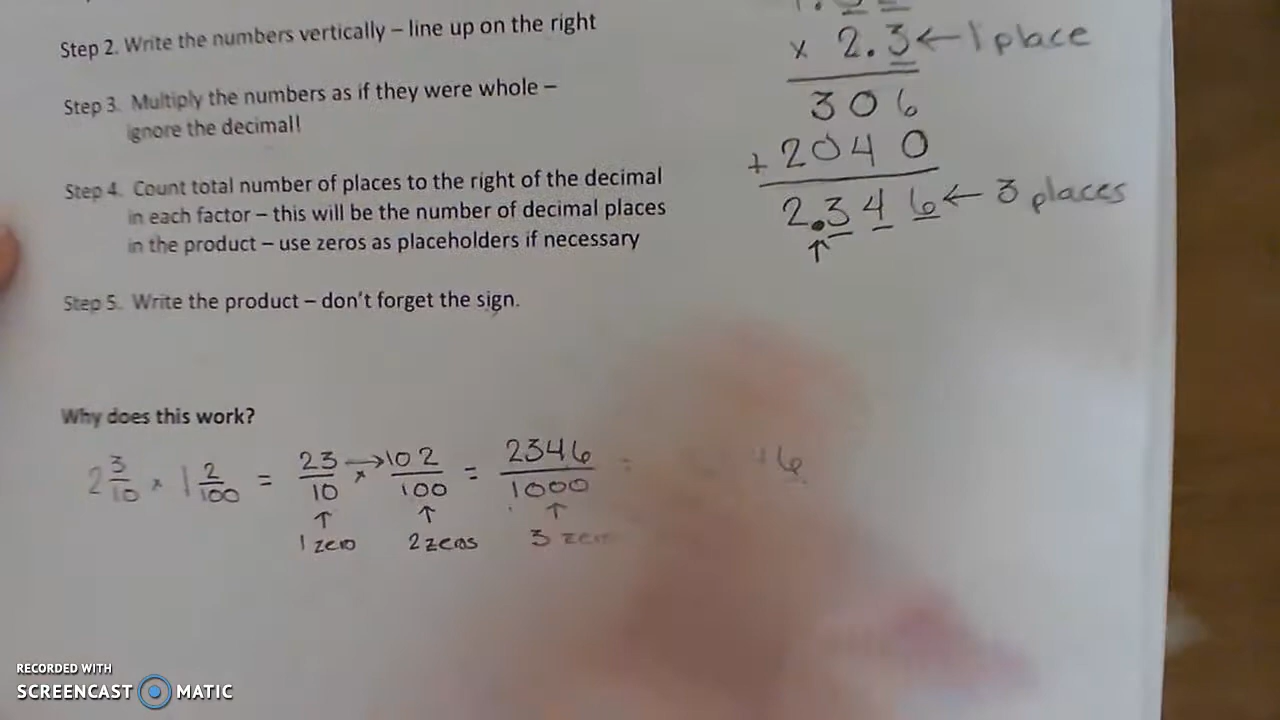 Step 2. Write the numbers vertically – line up on the right
Step 3. Multiply the numbers as if they were whole –
ignore the decimal!
Step 4. Count total number of places to the right of the decimal
in each factor – this will be the number of decimal places
in the product – use zeros as placeholders if necessary
Step 5. Write the product – don't forget the sign.
x 2.3 ← 1 place
306
+ 2040
2.346 ← 3 places
↑
Why does this work?
2 3/10 x 1 2/100 = 23/10 x → 102/100 = 2346/1000 =
↑ ↑ ↑
1 zero 2 zeros 3
RECORDED WITH
SCREENCAST MATIC